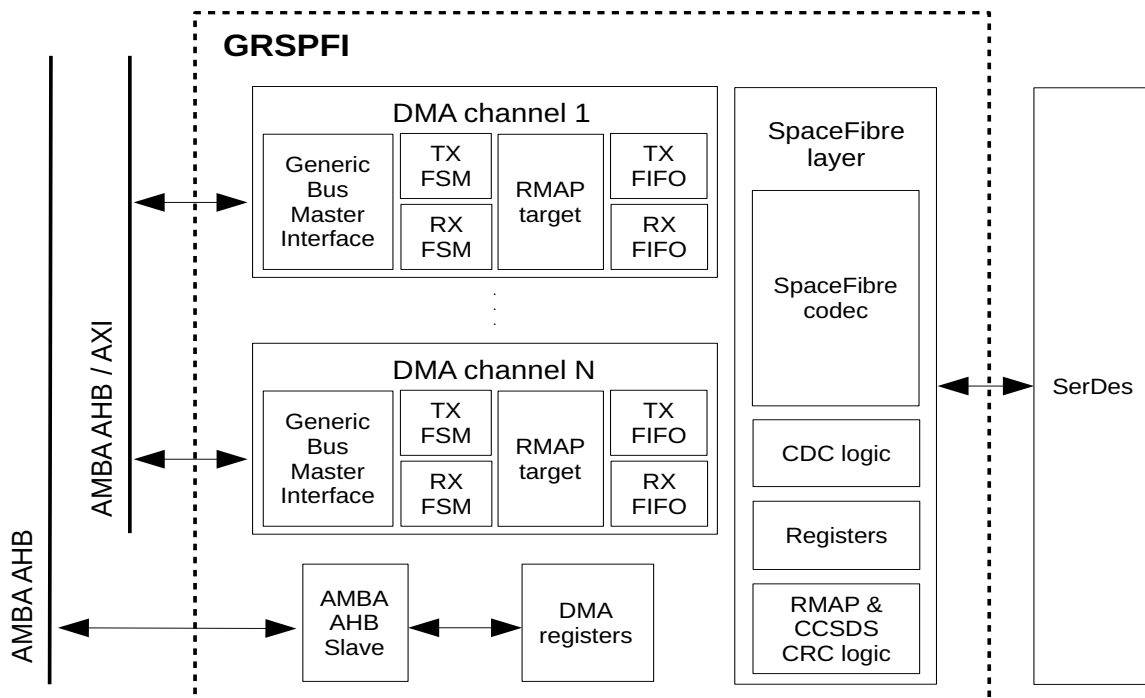 GRSPFI
DMA channel 1
Generic
Bus
Master
Interface
TX
FSM
RX
FSM
RMAP
target
TX
FIFO
RX
FIFO
.
.
.
DMA channel N
Generic
Bus
Master
Interface
TX
FSM
RX
FSM
RMAP
target
TX
FIFO
RX
FIFO
AMBA
AHB
Slave
DMA
registers
SpaceFibre
layer
SpaceFibre
codec
CDC logic
Registers
RMAP &
CCSDS
CRC logic
SerDes
AMBA AHB / AXI
AMBA AHB